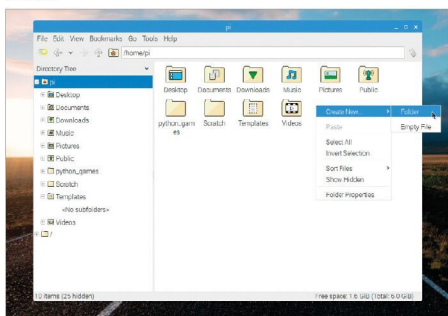 pi
File Edit View Bookmarks Go Tools Help
/home/pi
Directory Tree
pi
Desktop
Documents
Downloads
Music
Pictures
Public
python_games
Scratch
Templates
<No subfolders>
Videos
/
Desktop Documents Downloads Music Pictures Public
python_gam
es
Scratch Templates Videos
Create New...
Paste
Select All
Invert Selection
Sort Files
Show Hidden
Folder Properties
Folder
Empty File
10 items (25 hidden)
Free space: 1.6 GiB (Total: 6.0 GiB)